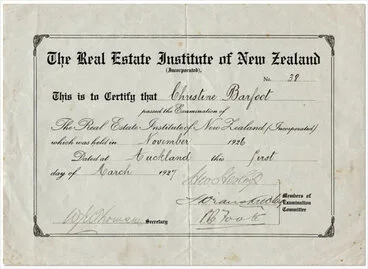 The Real Estate Institute of New Zealand
(Incorporated).
No. 38
This is to Certify that Christine Barfoot
passed the Examination of
The Real Estate Institute of New Zealand (Incorporated)
which was held in November 1926
Dated at Auckland this first
day of March 1927
Secretary
Members of
Examination
Committee